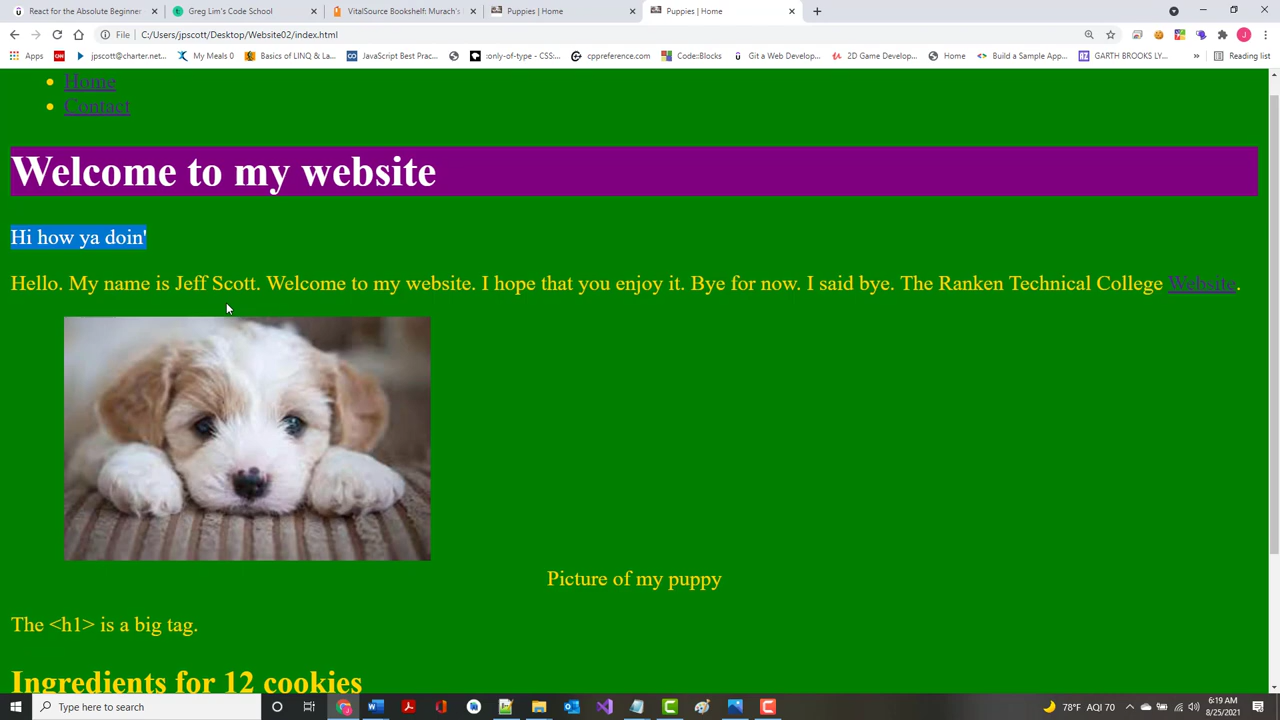 React for the Absolute Beginner
Greg Lim's Code School
VitalSource Bookshelf: Murach's
Puppies | Home
Puppies | Home
File
C:/Users/jpscott/Desktop/Website02/index.html
Apps
jpscott@charter.net...
My Meals 0
Basics of LINQ & La...
JavaScript Best Prac...
:only-of-type - CSS:...
cppreference.com
Code::Blocks
Git a Web Develop...
2D Game Develop...
Home
Build a Sample App...
GARTH BROOKS LY...
Reading list
Home
Contact
Welcome to my website
Hi how ya doin'
Hello. My name is Jeff Scott. Welcome to my website. I hope that you enjoy it. Bye for now. I said bye. The Ranken Technical College Website.
Picture of my puppy
The <h1> is a big tag.
Ingredients for 12 cookies
Type here to search
78°F AQI 70
6:19 AM
8/25/2021